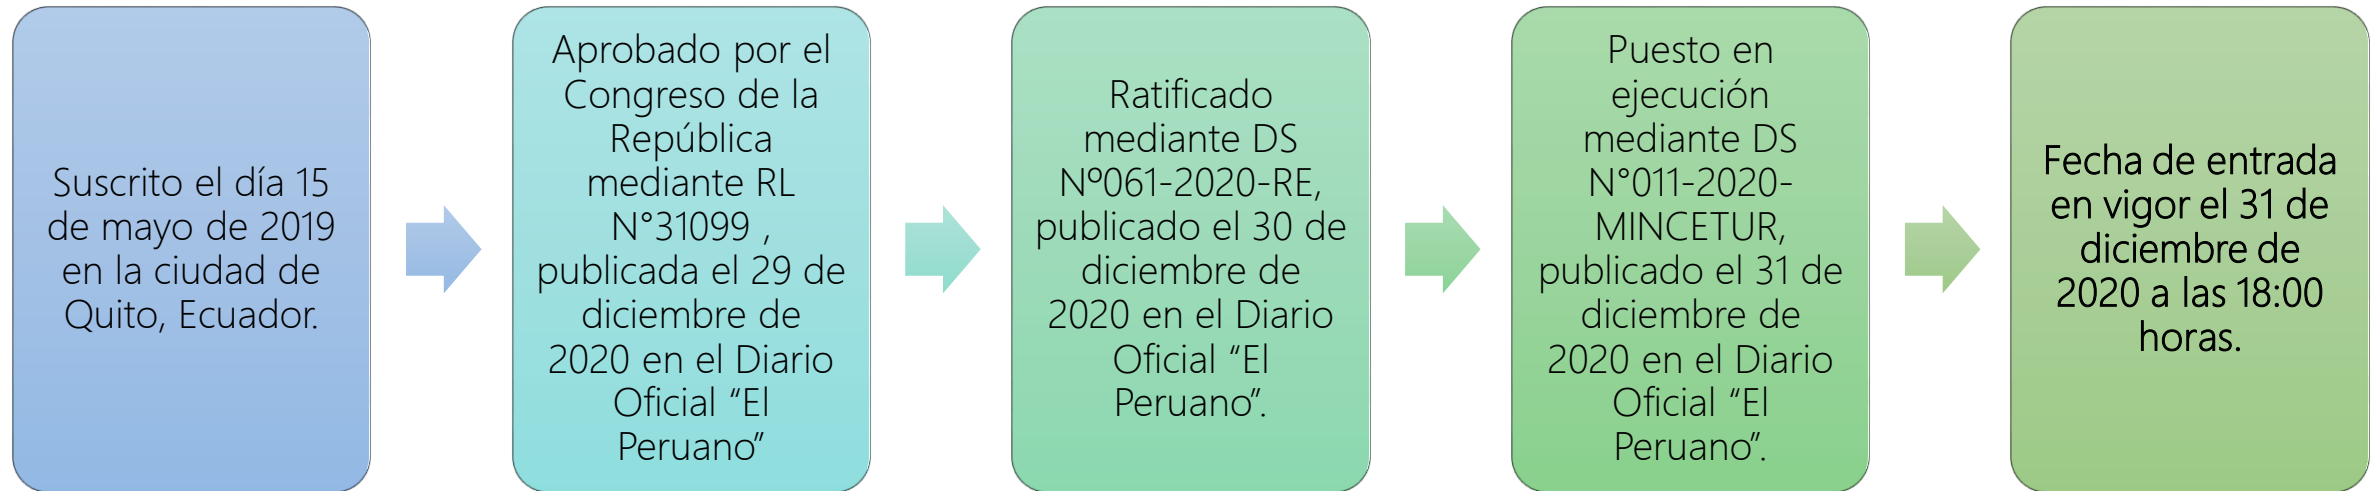 Suscrito el día 15
de mayo de 2019
en la ciudad de
Quito, Ecuador.
Aprobado por el
Congreso de la
República
mediante RL
N°31099 ,
publicada el 29 de
diciembre de
2020 en el Diario
Oficial “El
Peruano”
Ratificado
mediante DS
Nº061-2020-RE,
publicado el 30 de
diciembre de
2020 en el Diario
Oficial “El
Peruano”.
Puesto en
ejecución
mediante DS
N°011-2020-
MINCETUR,
publicado el 31 de
diciembre de
2020 en el Diario
Oficial “El
Peruano”.
Fecha de entrada
en vigor el 31 de
diciembre de
2020 a las 18:00
horas.